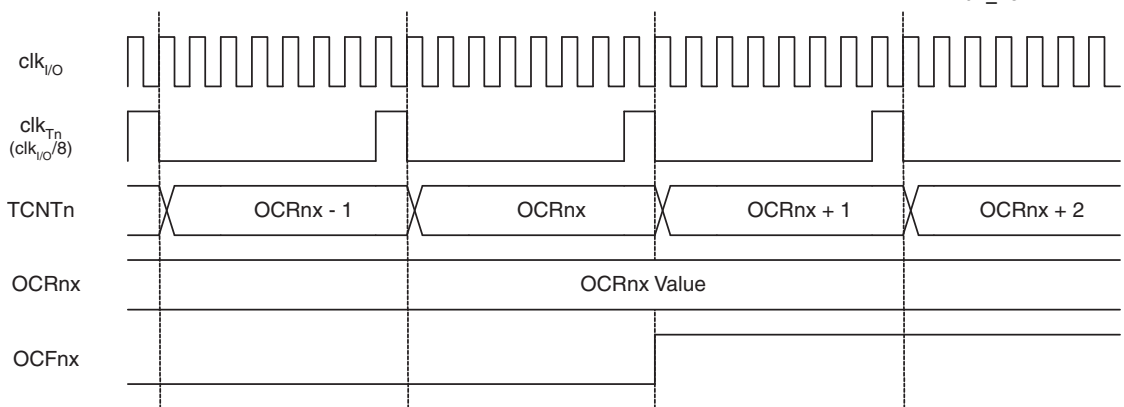 clkI/O
clkTn
(clkI/O/8)
TCNTn
OCRnx - 1
OCRnx
OCRnx + 1
OCRnx + 2
OCRnx
OCRnx Value
OCFnx